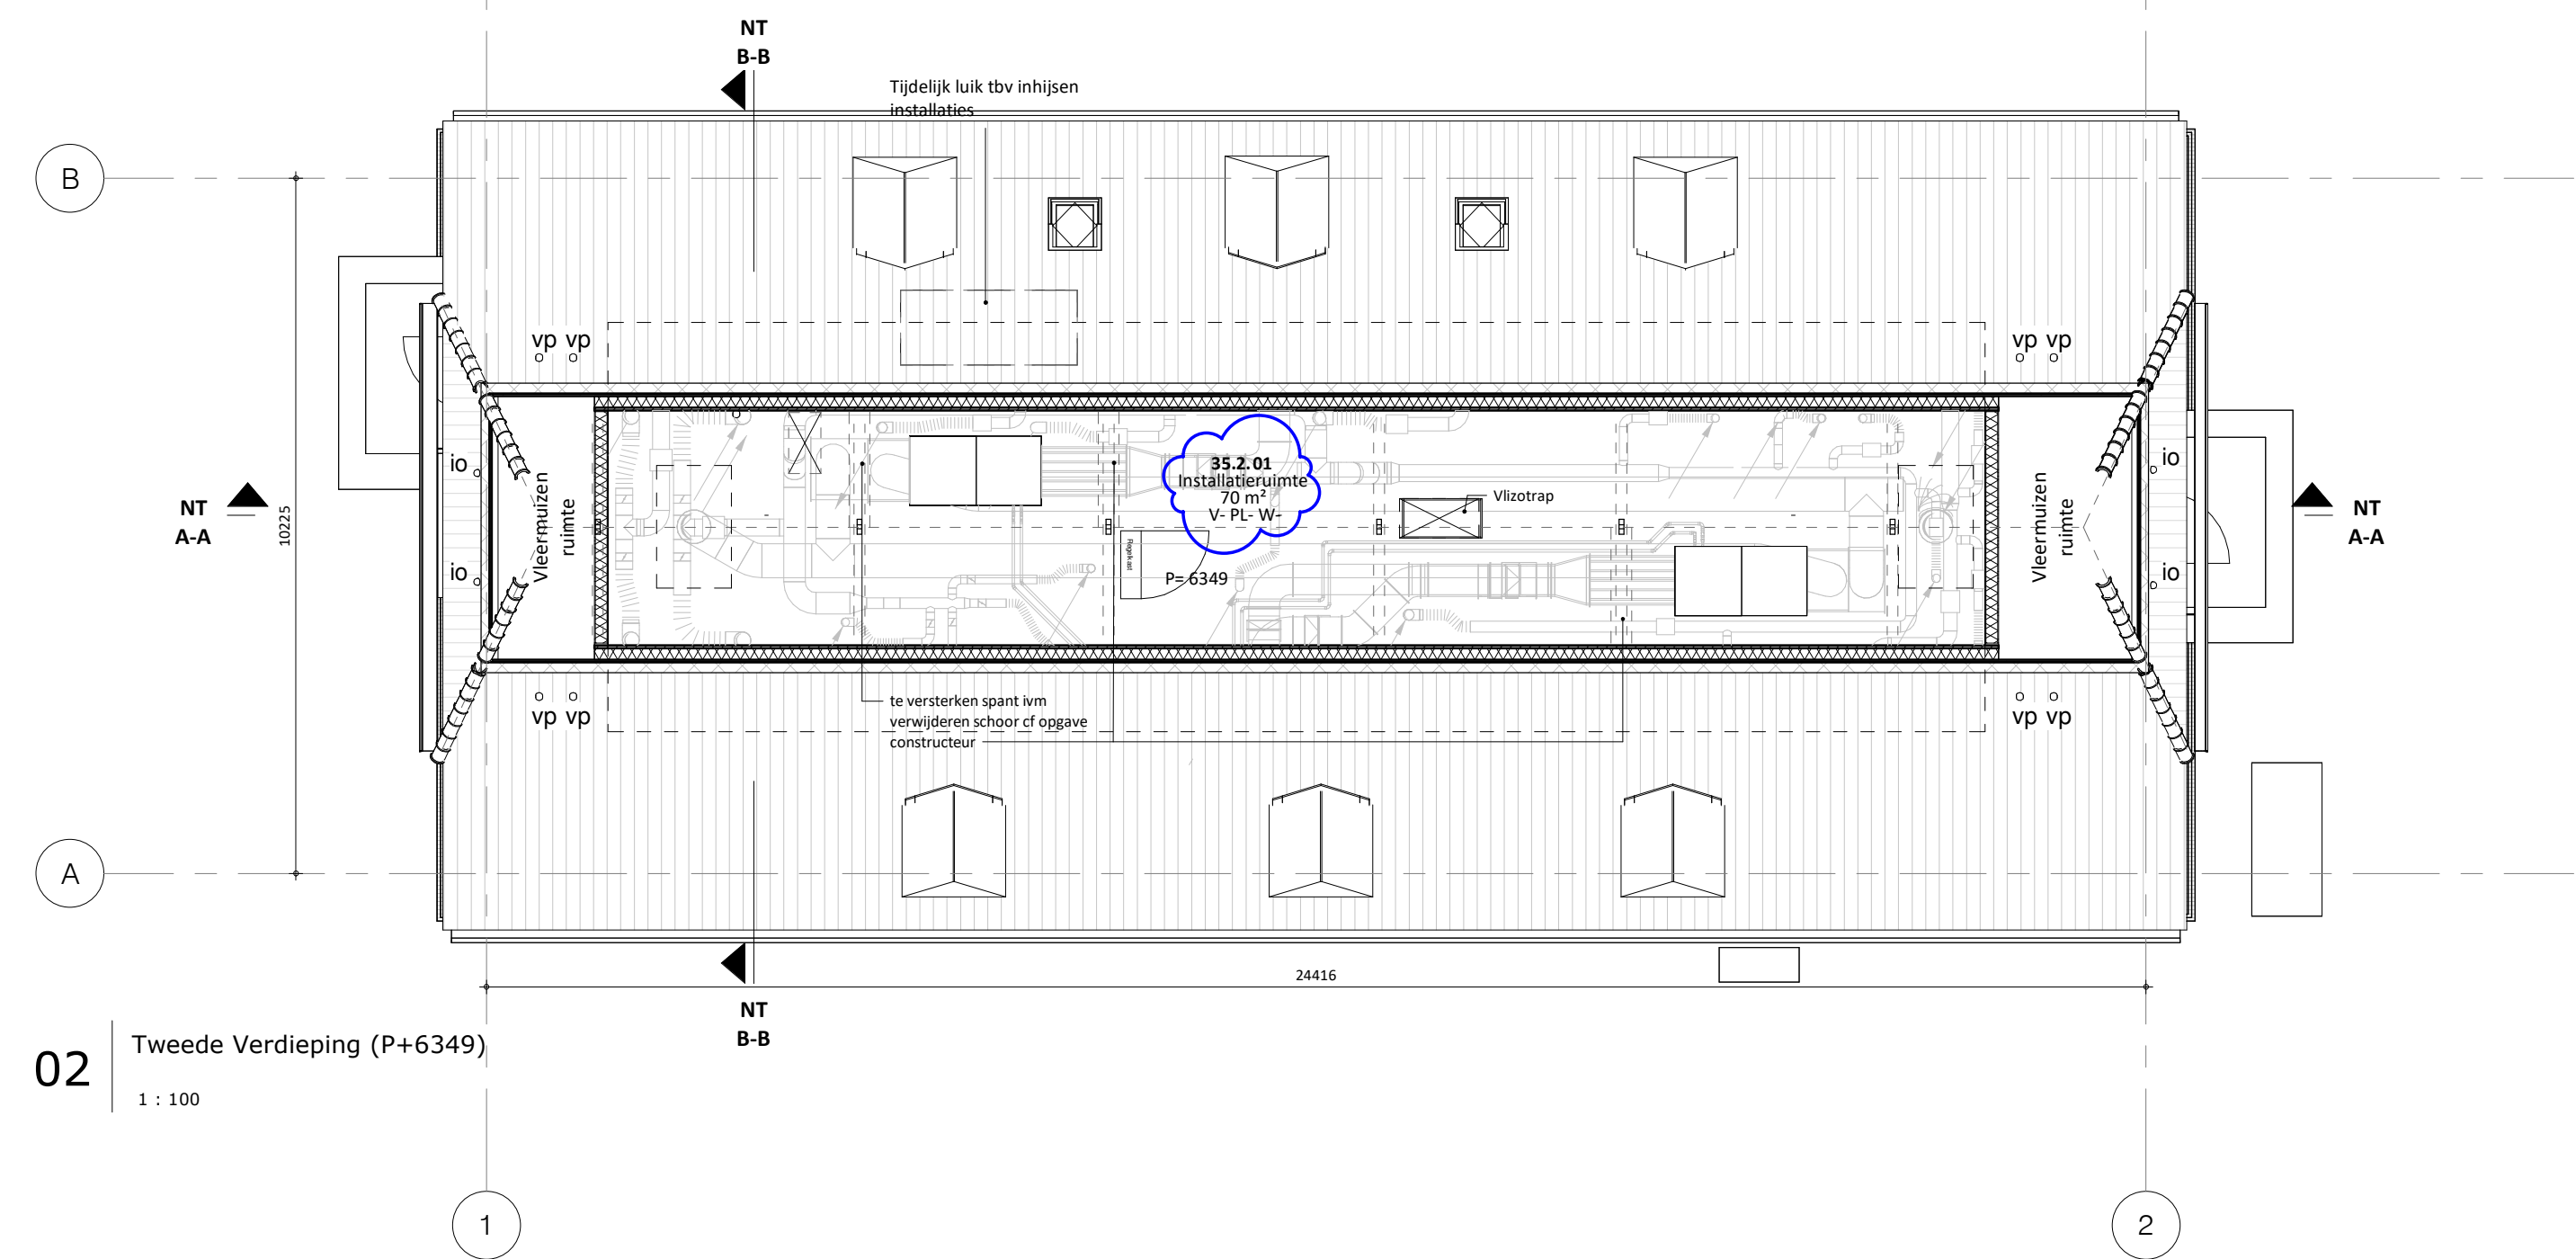 NT
B-B
Tijdelijk luik tbv inhijsen
installaties
B
vp vp
vp vp
io
io
Vleermuizen
ruimte
NT
A-A
10225
35.2.01
Installatieruimte
70 m²
V- PL- W-
Vlizotrap
Regelkast
P= 6349
Vleermuizen
ruimte
io
io
NT
A-A
te versterken spant ivm
verwijderen schoor cf opgave
constructeur
vp vp
vp vp
A
24416
NT
B-B
02
Tweede Verdieping (P+6349)
1 : 100
1
2